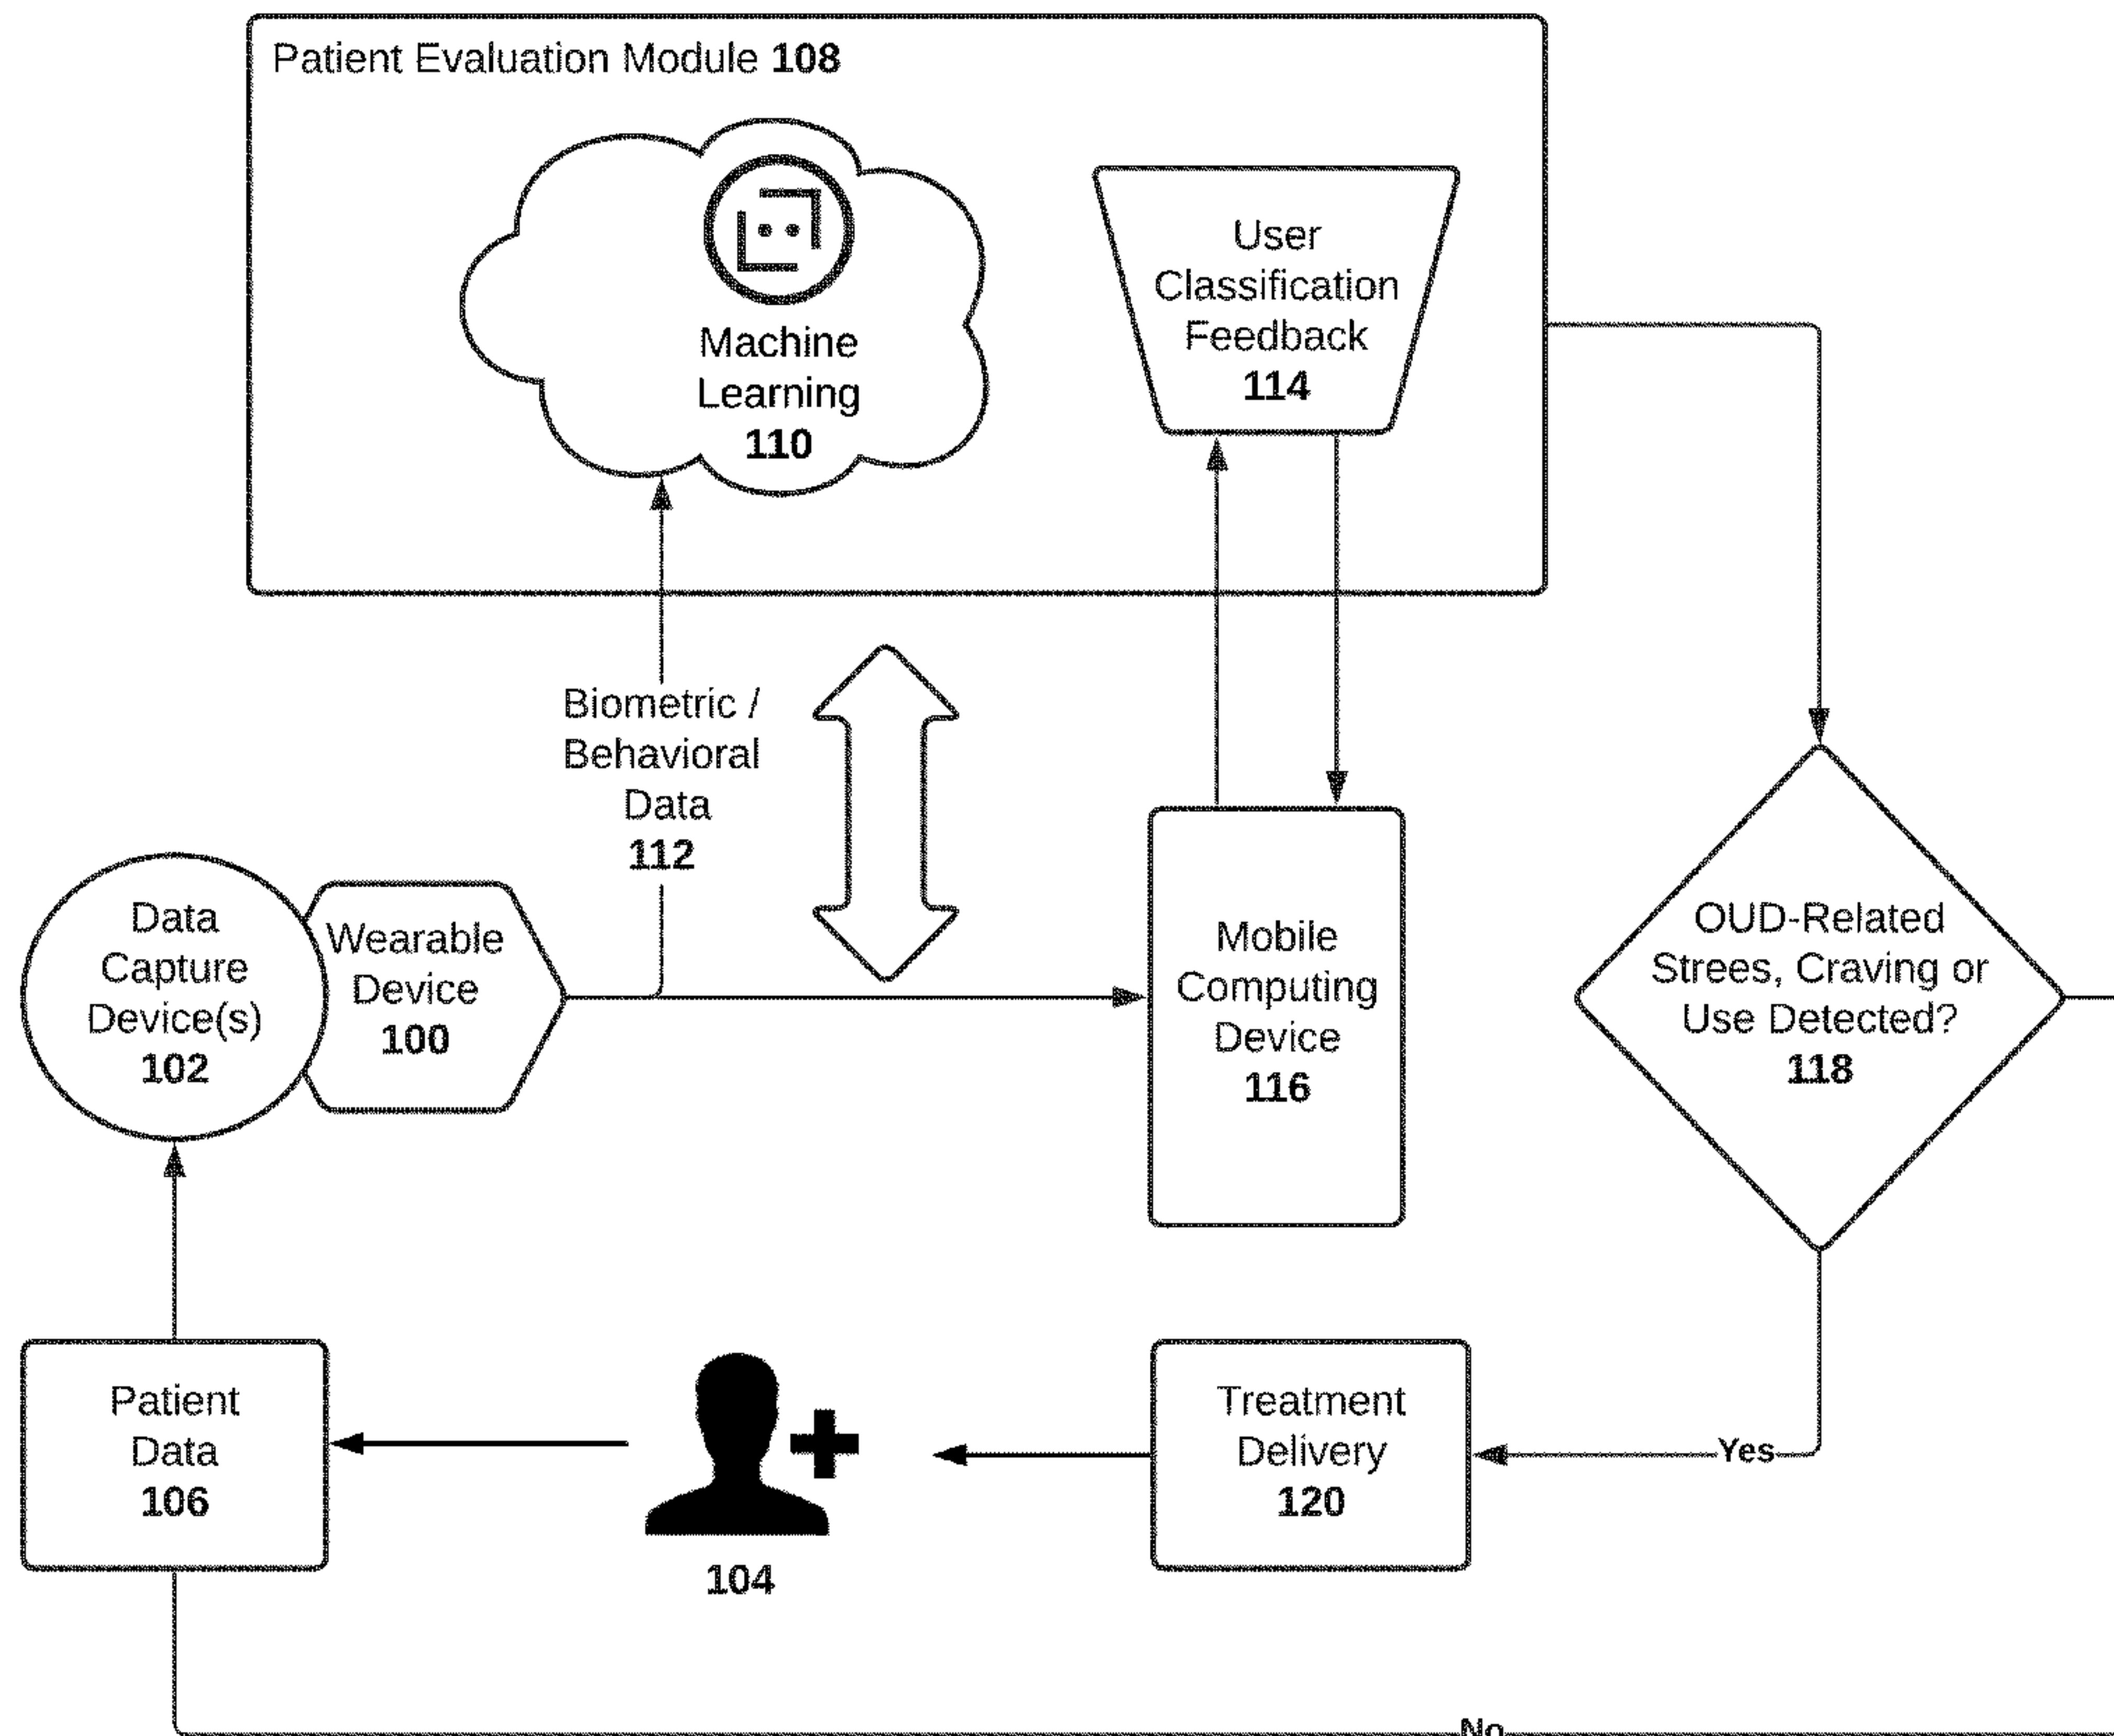 Patient Evaluation Module 108
Machine
Learning
110
User
Classification
Feedback
114
Biometric /
Behavioral
Data
112
Data
Capture
Device(s)
102
Wearable
Device
100
Mobile
Computing
Device
116
OUD-Related
Strees, Craving or
Use Detected?
118
Patient
Data
106
104
Treatment
Delivery
120
Yes
No